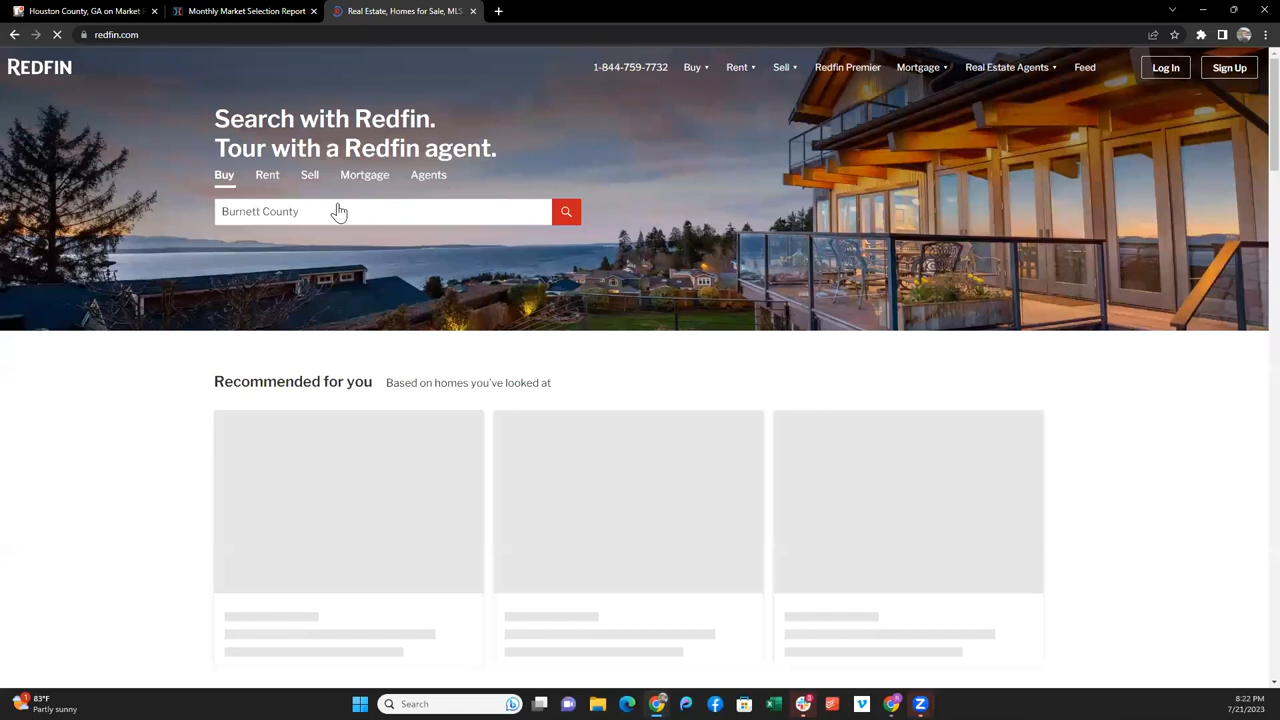 Houston County, GA on Market
Monthly Market Selection Report
Real Estate, Homes for Sale, MLS
redfin.com
REDFIN
1-844-759-7732
Buy
Rent
Sell
Redfin Premier
Mortgage
Real Estate Agents
Feed
Log In
Sign Up
Search with Redfin.
Tour with a Redfin agent.
Buy Rent Sell Mortgage Agents
Burnett County
Recommended for you Based on homes you've looked at
1
83°F
Partly sunny
Search
8:22 PM
7/21/2023